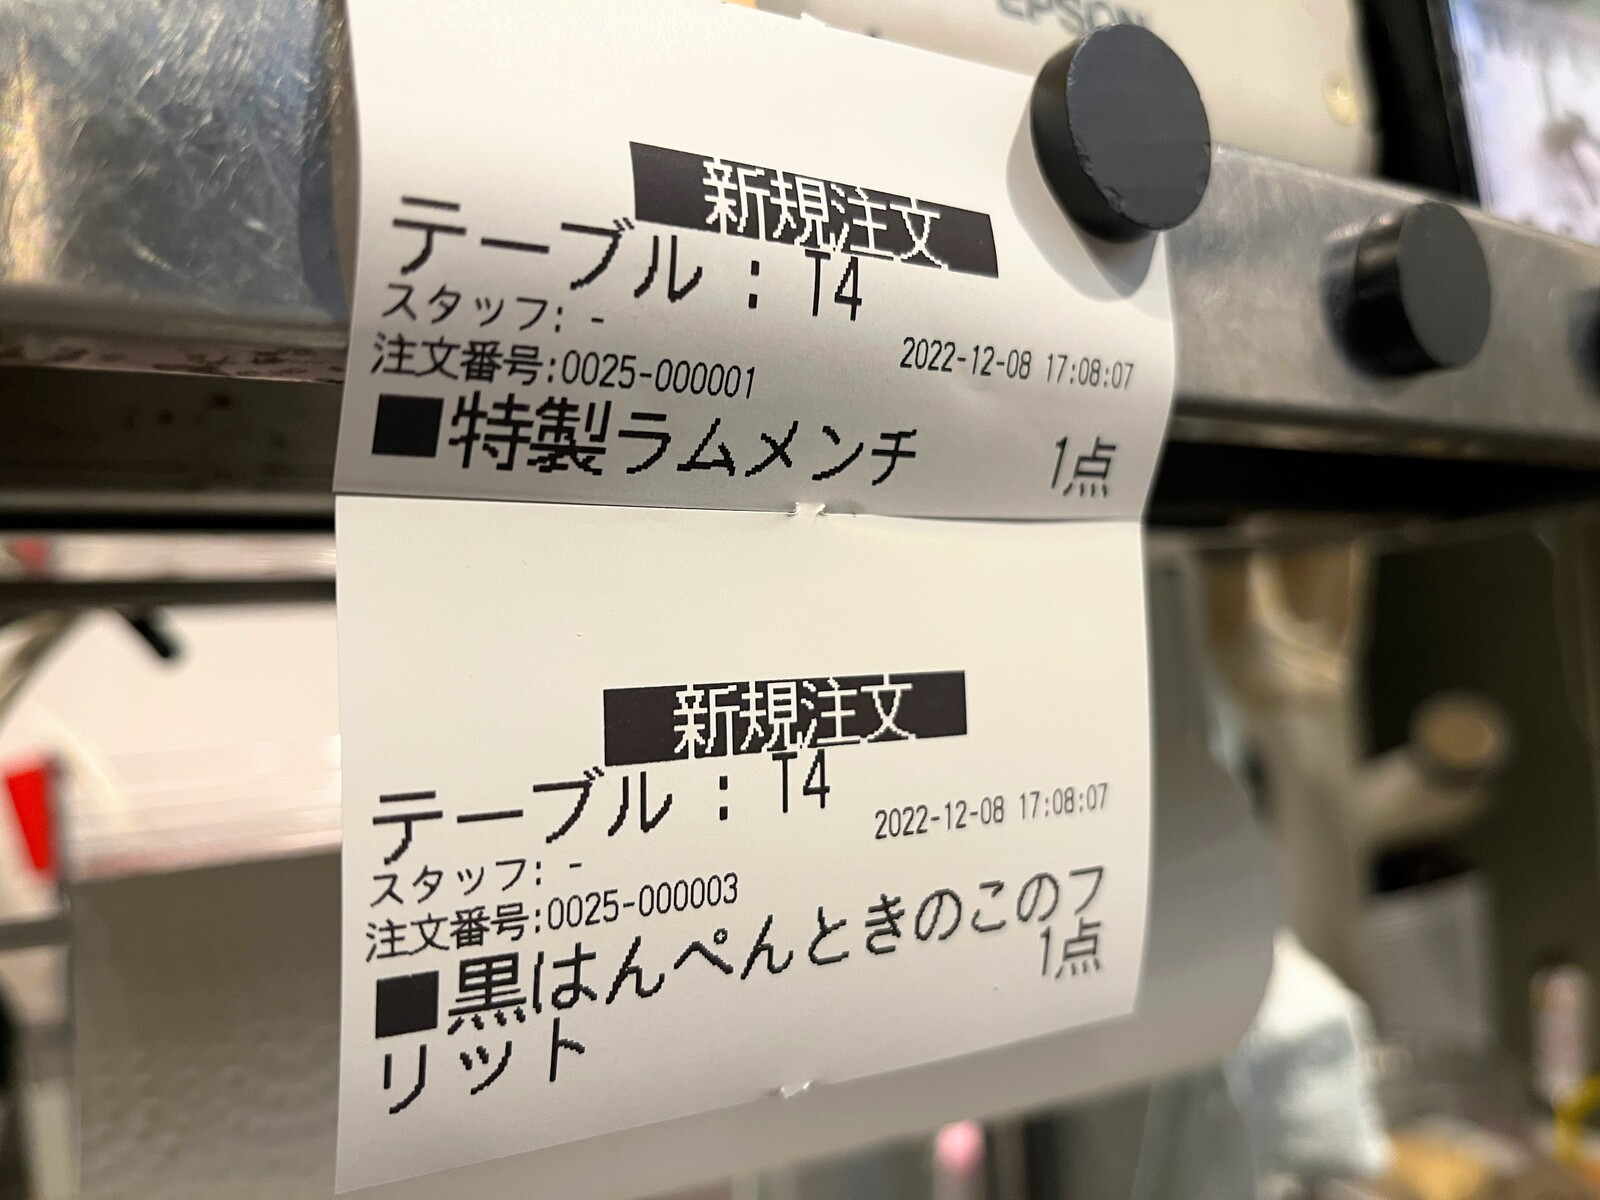 EPSON
新規注文
テーブル : T4
スタッフ: -
2022-12-08 17:08:07
注文番号:0025-000001
■特製ラムメンチ 1点
新規注文
テーブル : T4
2022-12-08 17:08:07
スタッフ: -
注文番号:0025-000003
■黒はんぺんときのこのフ
1点
リット